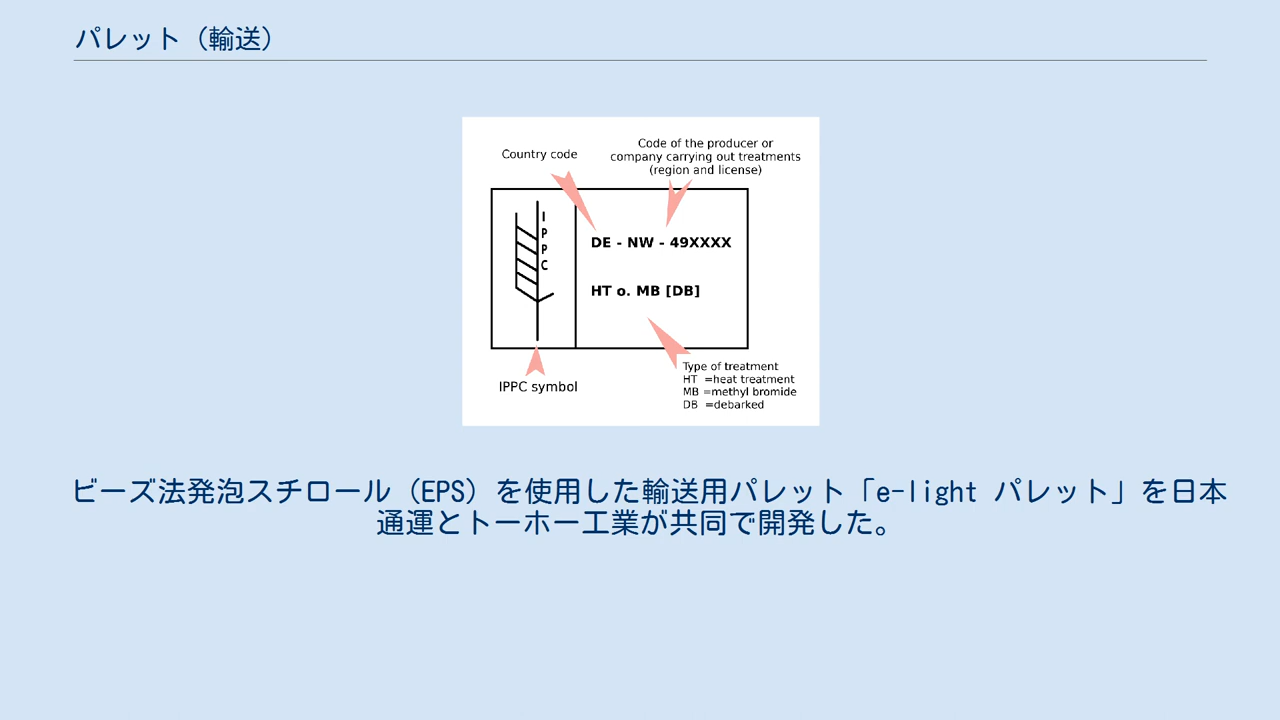 パレット（輸送）
Country code
Code of the producer or
company carrying out treatments
(region and license)
I
P
P
C
DE - NW - 49XXXX
HT o. MB [DB]
IPPC symbol
Type of treatment
HT =heat treatment
MB =methyl bromide
DB =debarked
ビーズ法発泡スチロール（EPS）を使用した輸送用パレット「e-light パレット」を日本
通運とトーホー工業が共同で開発した。